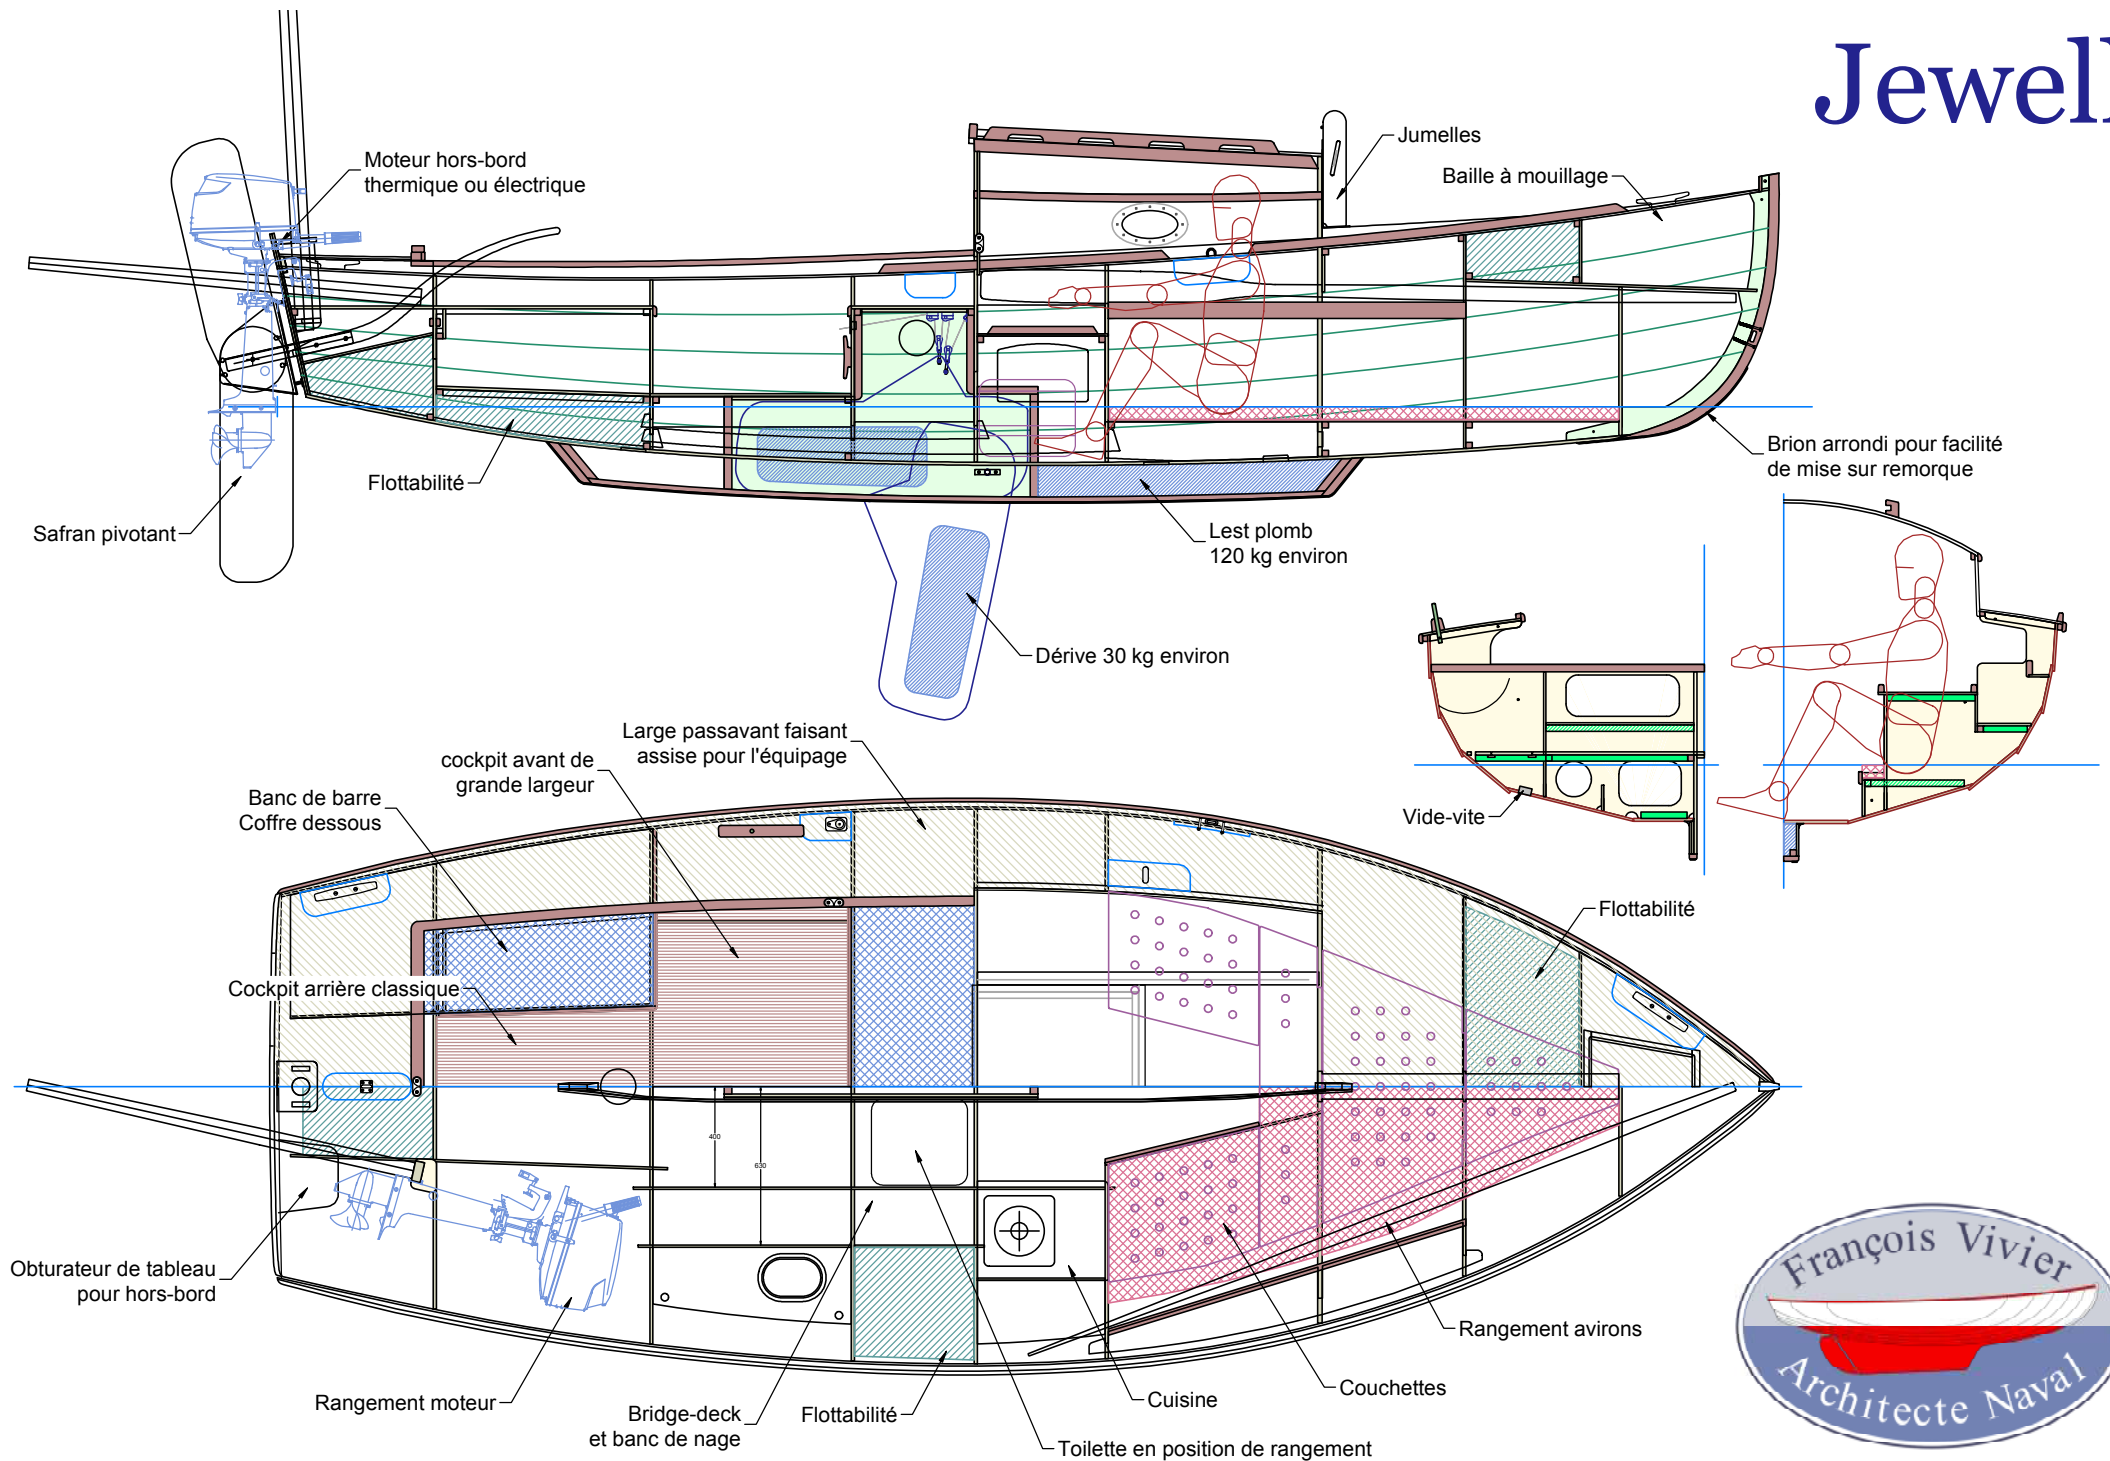 Jewell
Jumelles
Moteur hors-bord
thermique ou électrique
Baille à mouillage
Flottabilité
Brion arrondi pour facilité
de mise sur remorque
Safran pivotant
Lest plomb
120 kg environ
Dérive 30 kg environ
Large passavant faisant
assise pour l'équipage
cockpit avant de
grande largeur
Banc de barre
Coffre dessous
Vide-vite
Flottabilité
Cockpit arrière classique
400
630
Obturateur de tableau
pour hors-bord
Rangement avirons
Couchettes
Rangement moteur
Cuisine
Bridge-deck
et banc de nage
Flottabilité
Toilette en position de rangement
François Vivier
Architecte Naval